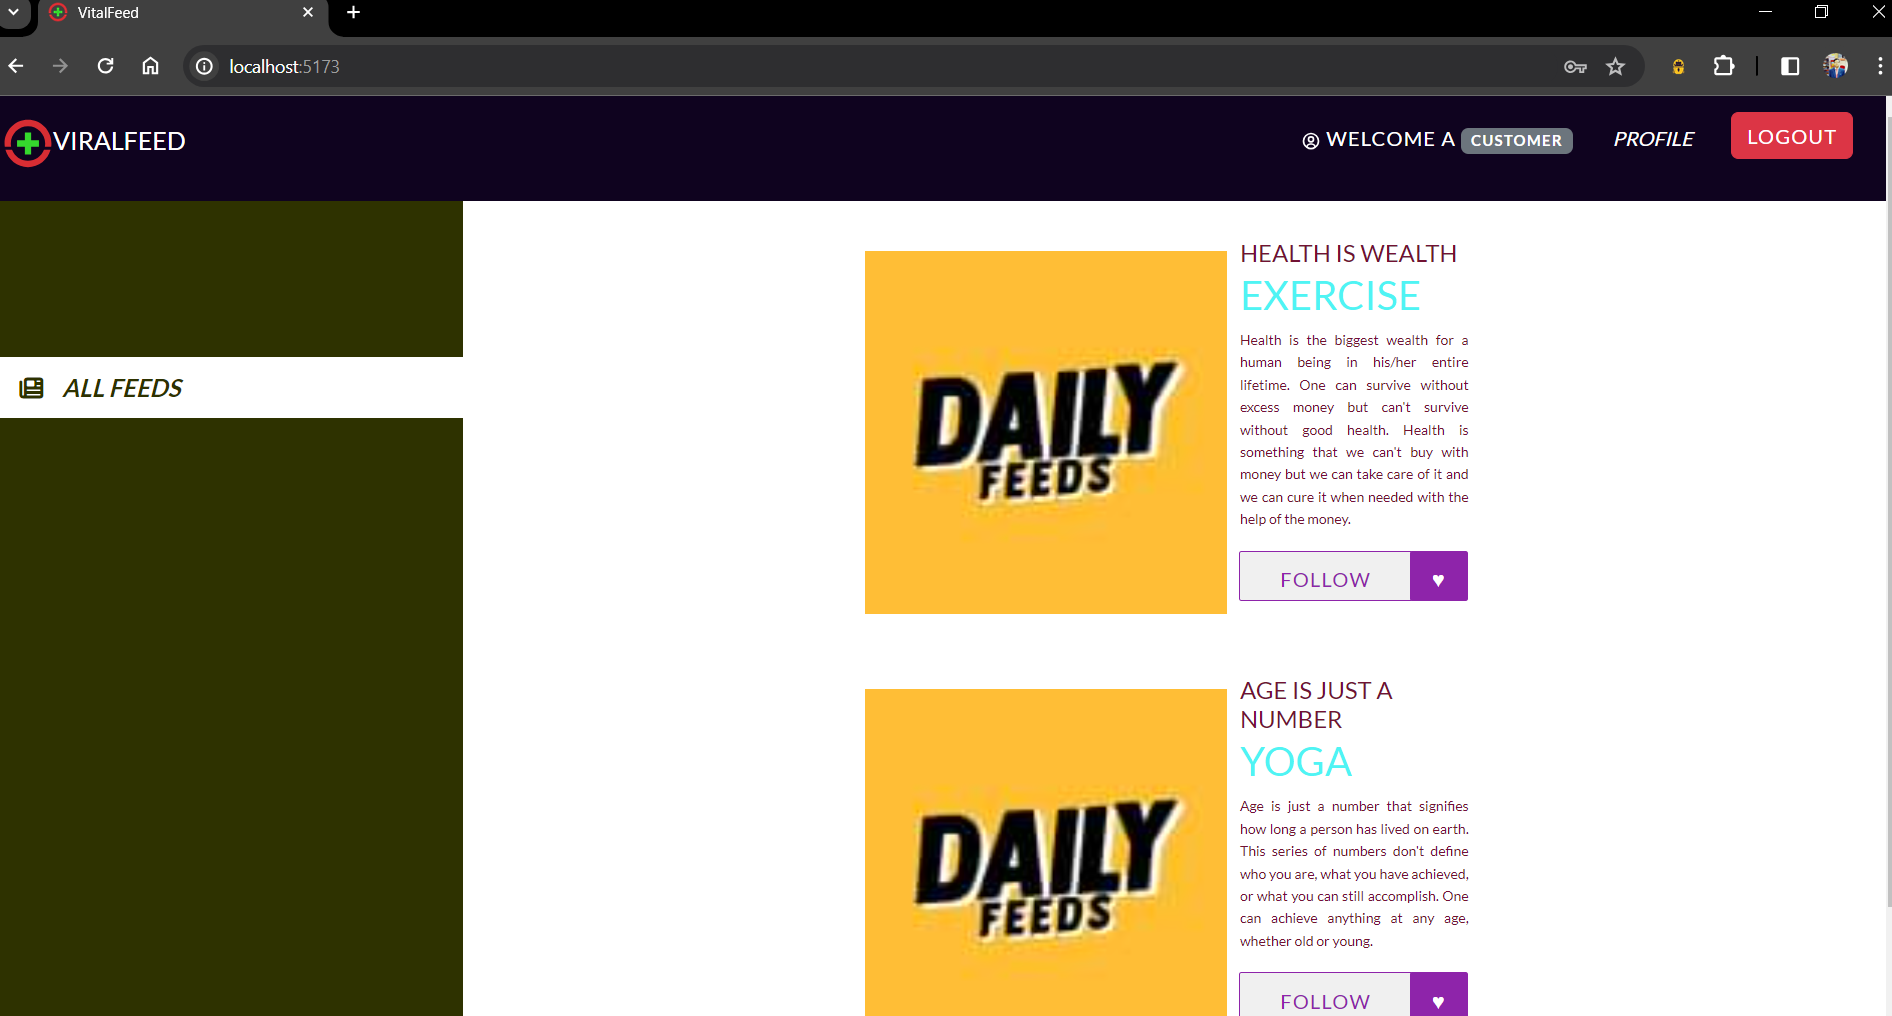 VitalFeed
localhost:5173
VIRALFEED
WELCOME A CUSTOMER PROFILE LOGOUT
ALL FEEDS
DAILY
FEEDS
HEALTH IS WEALTH
EXERCISE
Health is the biggest wealth for a
human being in his/her entire
lifetime. One can survive without
excess money but can't survive
without good health. Health is
something that we can't buy with
money but we can take care of it and
we can cure it when needed with the
help of the money.
FOLLOW ♥
DAILY
FEEDS
AGE IS JUST A
NUMBER
YOGA
Age is just a number that signifies
how long a person has lived on earth.
This series of numbers don't define
who you are, what you have achieved,
or what you can still accomplish. One
can achieve anything at any age,
whether old or young.
FOLLOW ♥